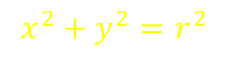 x² + y² = r²